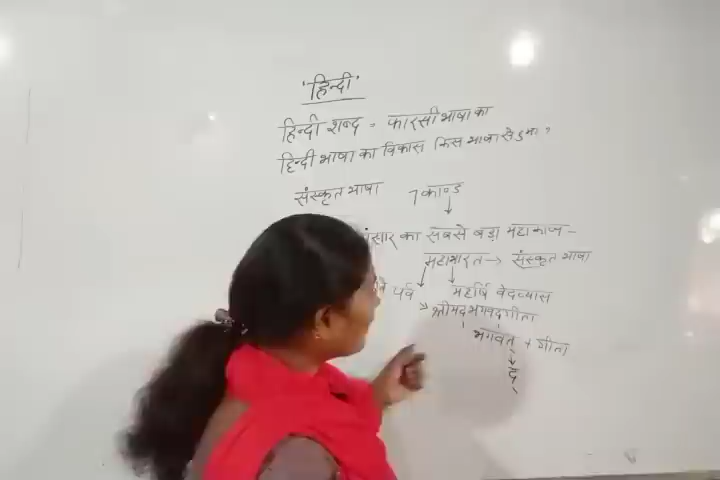 'हिन्दी'
हिन्दी शब्द = फारसी भाषा का
हिन्दी भाषा का विकास किस भाषा से हुआ ?
संस्कृत भाषा 7 काण्ड
↓
संसार का सबसे बड़ा महाकाव्य -
महाभारत → संस्कृत भाषा
पर्व महर्षि वेदव्यास
श्रीमद्भगवद्गीता
भगवत् + गीता
↓
द्